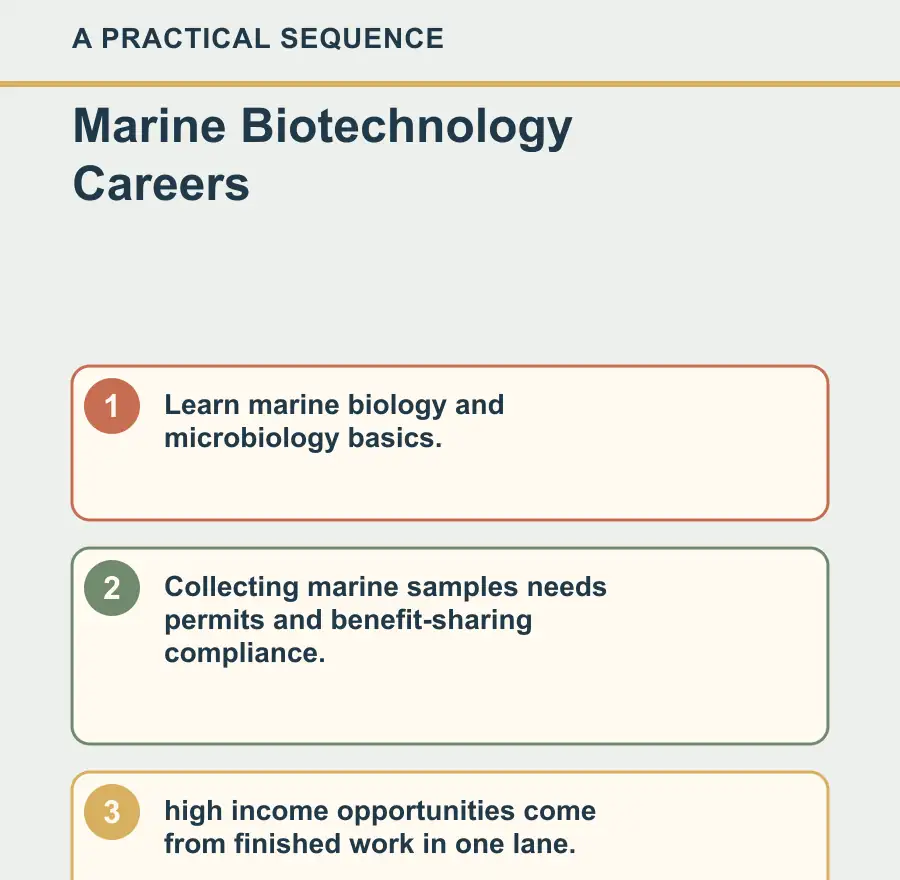 A PRACTICAL SEQUENCE
Marine Biotechnology
Careers
1
Learn marine biology and
microbiology basics.
2
Collecting marine samples needs
permits and benefit-sharing
compliance.
3
high income opportunities come
from finished work in one lane.